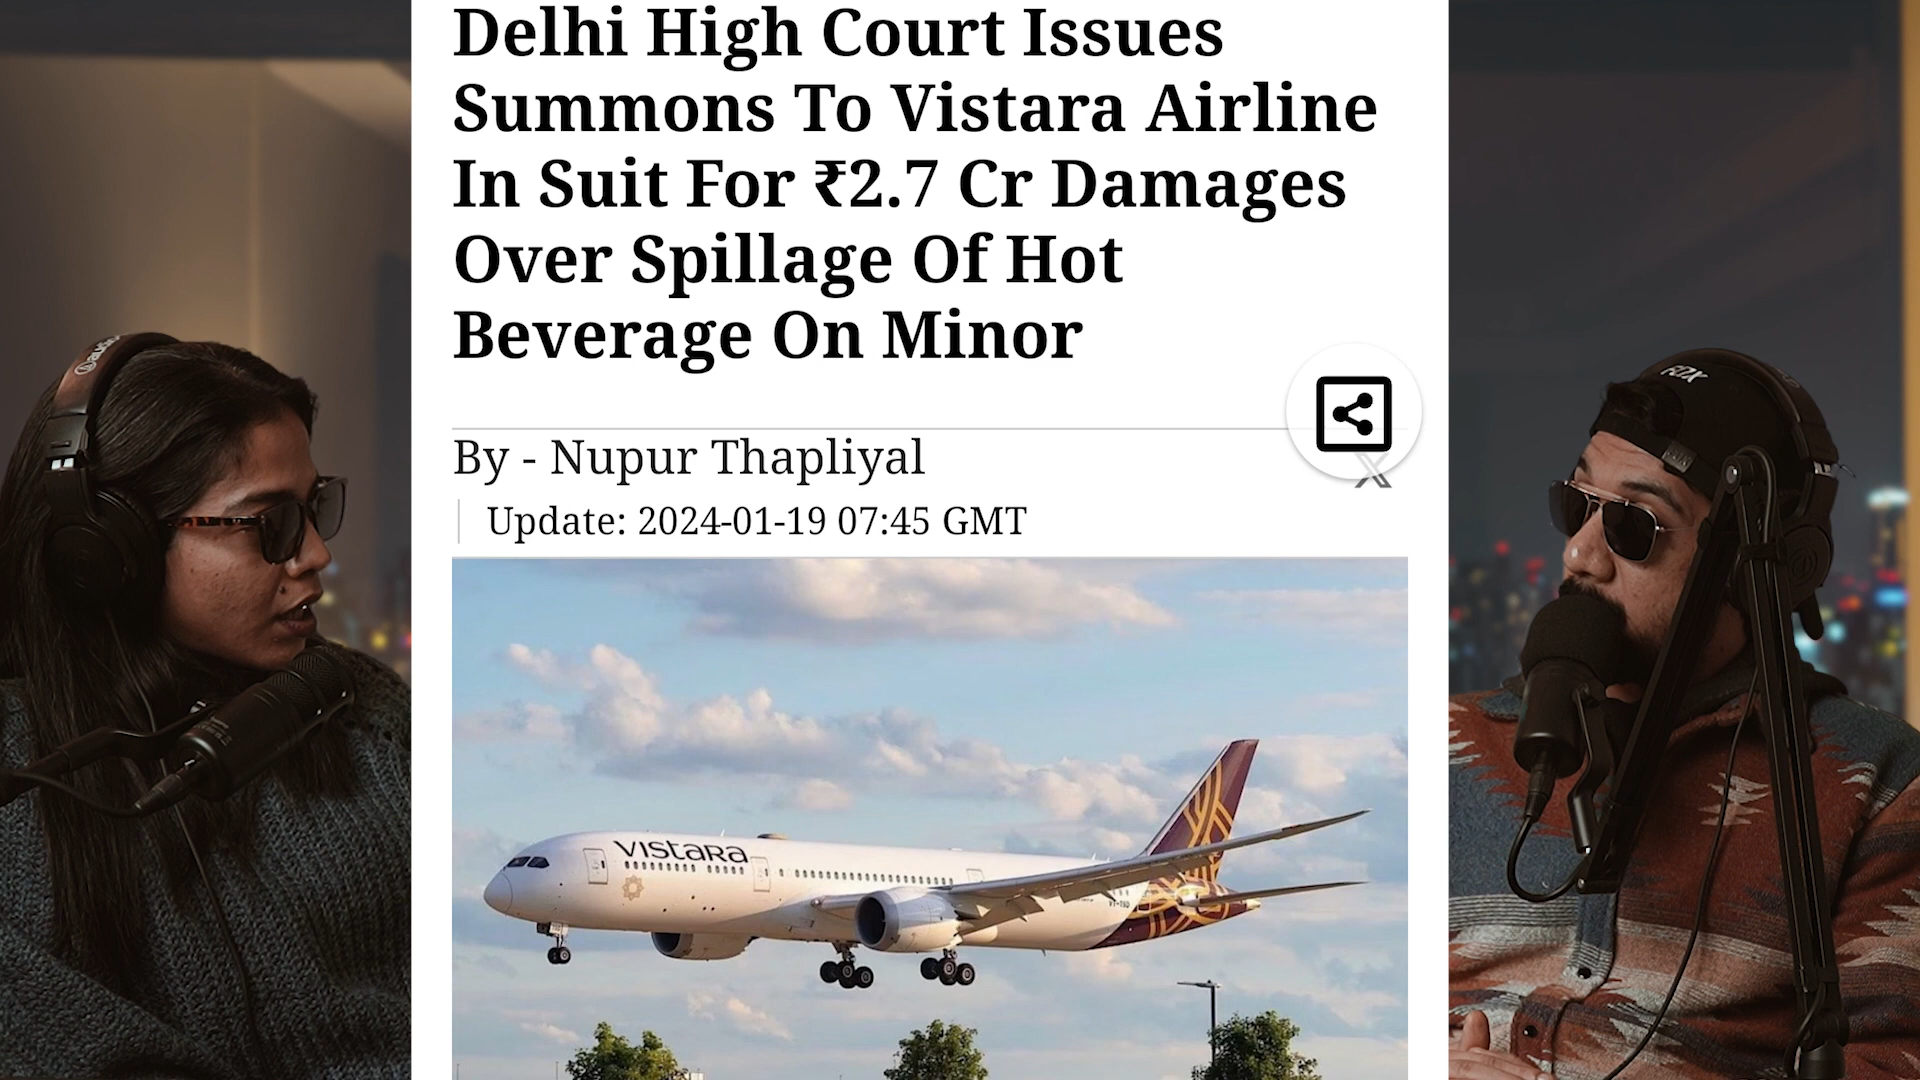 Delhi High Court Issues
Summons To Vistara Airline
In Suit For ₹2.7 Cr Damages
Over Spillage Of Hot
Beverage On Minor
By - Nupur Thapliyal
Update: 2024-01-19 07:45 GMT
VISTARA
FOX